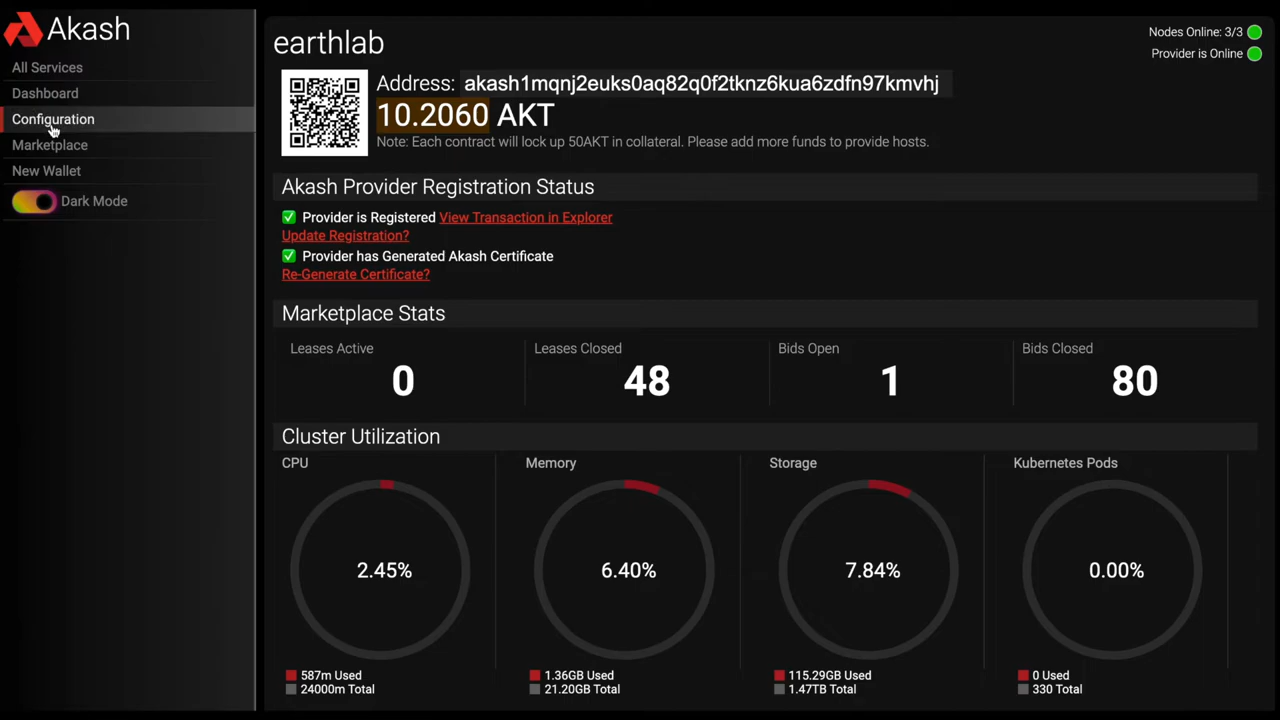 Akash
All Services
Dashboard
Configuration
Marketplace
New Wallet
Dark Mode
earthlab
Nodes Online: 3/3
Provider is Online
Address: akash1mqnj2euks0aq82q0f2tknz6kua6zdfn97kmvhj
10.2060 AKT
Note: Each contract will lock up 50AKT in collateral. Please add more funds to provide hosts.
Akash Provider Registration Status
Provider is Registered View Transaction in Explorer
Update Registration?
Provider has Generated Akash Certificate
Re-Generate Certificate?
Marketplace Stats
Leases Active
0
Leases Closed
48
Bids Open
1
Bids Closed
80
Cluster Utilization
CPU
2.45%
587m Used
24000m Total
Memory
6.40%
1.36GB Used
21.20GB Total
Storage
7.84%
115.29GB Used
1.47TB Total
Kubernetes Pods
0.00%
0 Used
330 Total